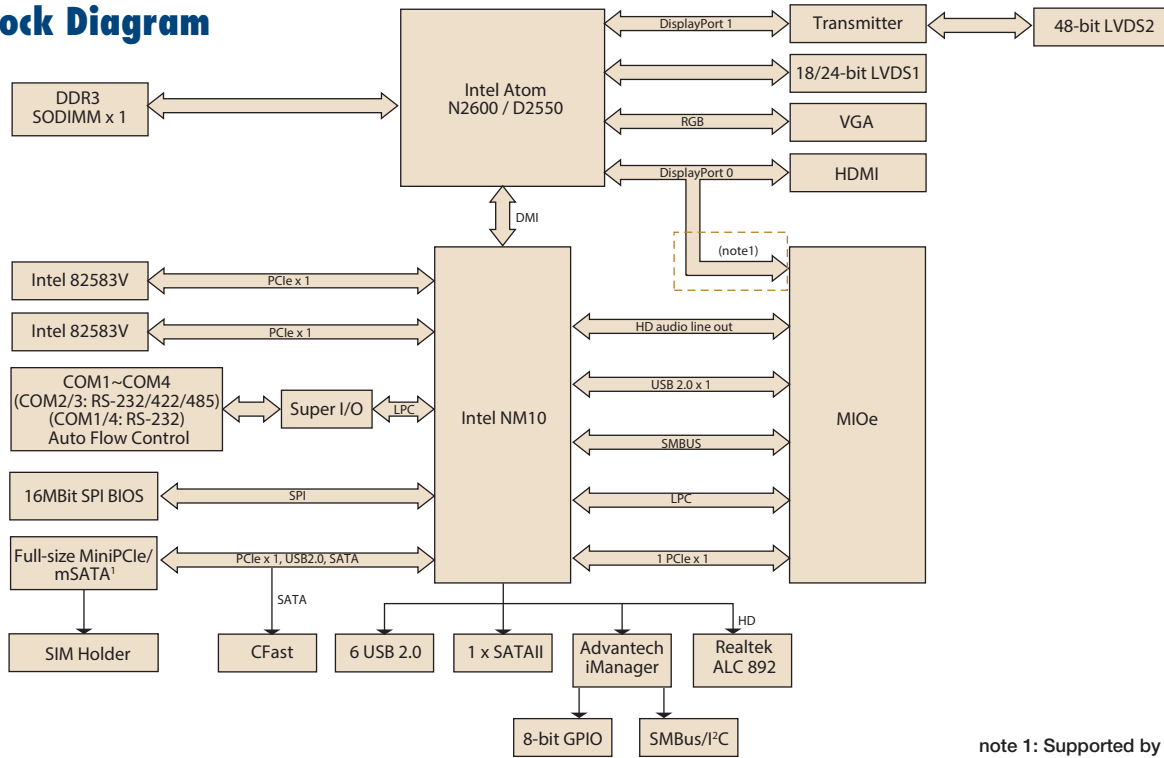 ock Diagram
DisplayPort 1
Transmitter
48-bit LVDS2
DDR3
SODIMM x 1
Intel Atom
N2600 / D2550
18/24-bit LVDS1
RGB
VGA
DisplayPort 0
HDMI
DMI
(note1)
Intel 82583V
PCIe x 1
Intel 82583V
PCIe x 1
HD audio line out
COM1~COM4
(COM2/3: RS-232/422/485)
(COM1/4: RS-232)
Auto Flow Control
Super I/O
LPC
Intel NM10
USB 2.0 x 1
MIOe
SMBUS
16MBit SPI BIOS
SPI
LPC
Full-size MiniPCIe/
mSATA¹
PCIe x 1, USB2.0, SATA
1 PCIe x 1
SATA
HD
SIM Holder
CFast
6 USB 2.0
1 x SATAII
Advantech
iManager
Realtek
ALC 892
8-bit GPIO
SMBus/I²C
note 1: Supported by